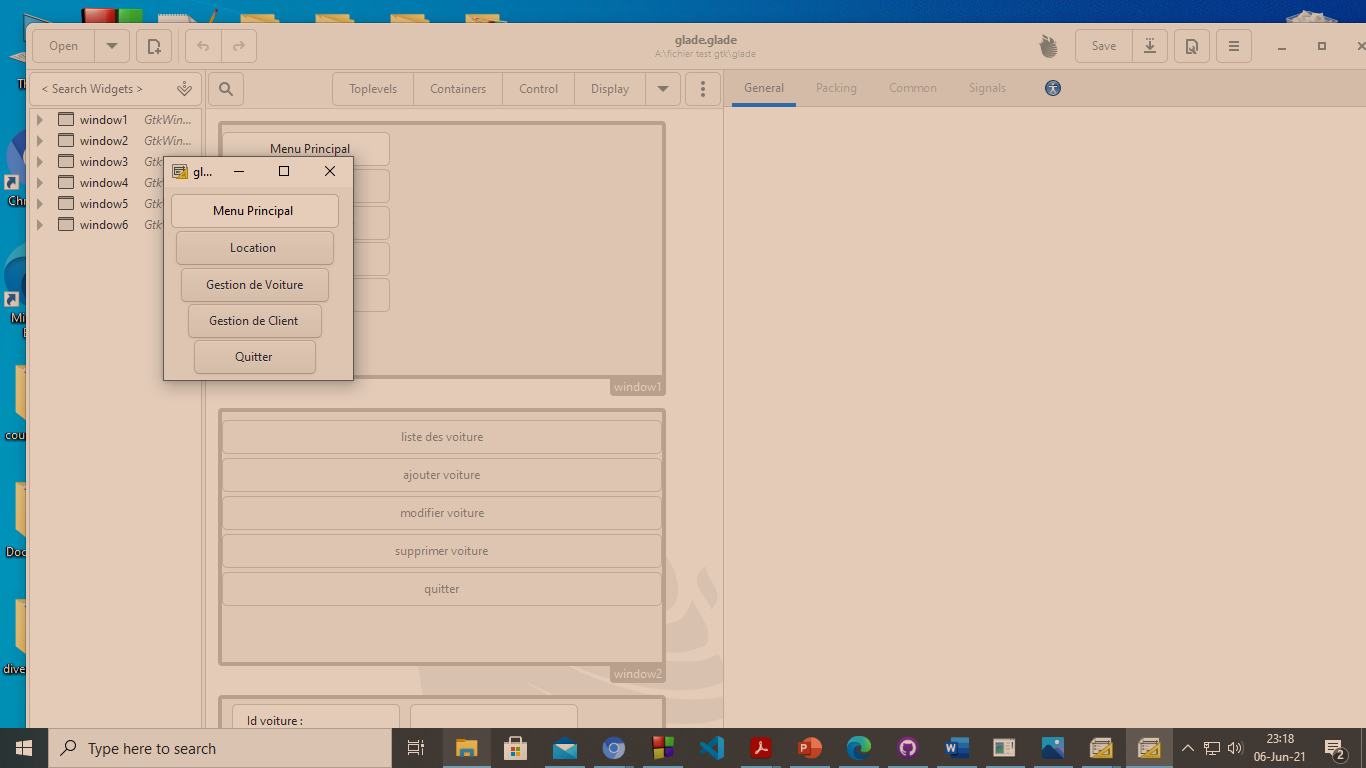 Open
glade.glade
A:\fichier test gtk\glade
Save
< Search Widgets >
Toplevels
Containers
Control
Display
General
Packing
Common
Signals
window1 GtkWin...
window2 GtkWin...
window3
window4
window5
window6
Menu Principal
gl...
Menu Principal
Location
Gestion de Voiture
Gestion de Client
Quitter
window1
liste des voiture
ajouter voiture
modifier voiture
supprimer voiture
quitter
window2
Id voiture :
Type here to search
23:18
06-Jun-21
2